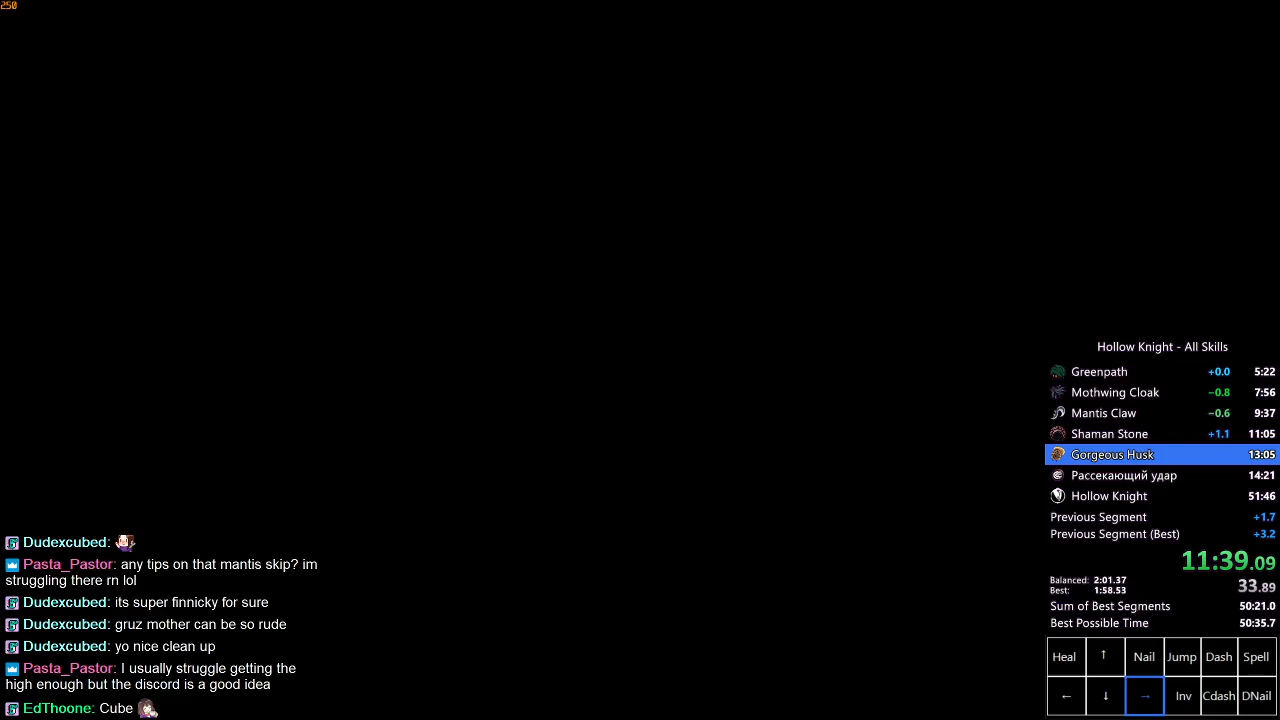 250
Hollow Knight - All Skills
Greenpath +0.0 5:22
Mothwing Cloak −0.8 7:56
Mantis Claw −0.6 9:37
Shaman Stone +1.1 11:05
Gorgeous Husk 13:05
Рассекающий удар 14:21
Hollow Knight 51:46
Previous Segment +1.7
Previous Segment (Best) +3.2
11:39.09
Balanced: 2:01.37
Best: 1:58.53
33.89
Sum of Best Segments 50:21.0
Best Possible Time 50:35.7
Heal ↑ Nail Jump Dash Spell
← ↓ → Inv Cdash DNail
Dudexcubed:
Pasta_Pastor: any tips on that mantis skip? im
struggling there rn lol
Dudexcubed: its super finnicky for sure
Dudexcubed: gruz mother can be so rude
Dudexcubed: yo nice clean up
Pasta_Pastor: I usually struggle getting the
high enough but the discord is a good idea
EdThoone: Cube